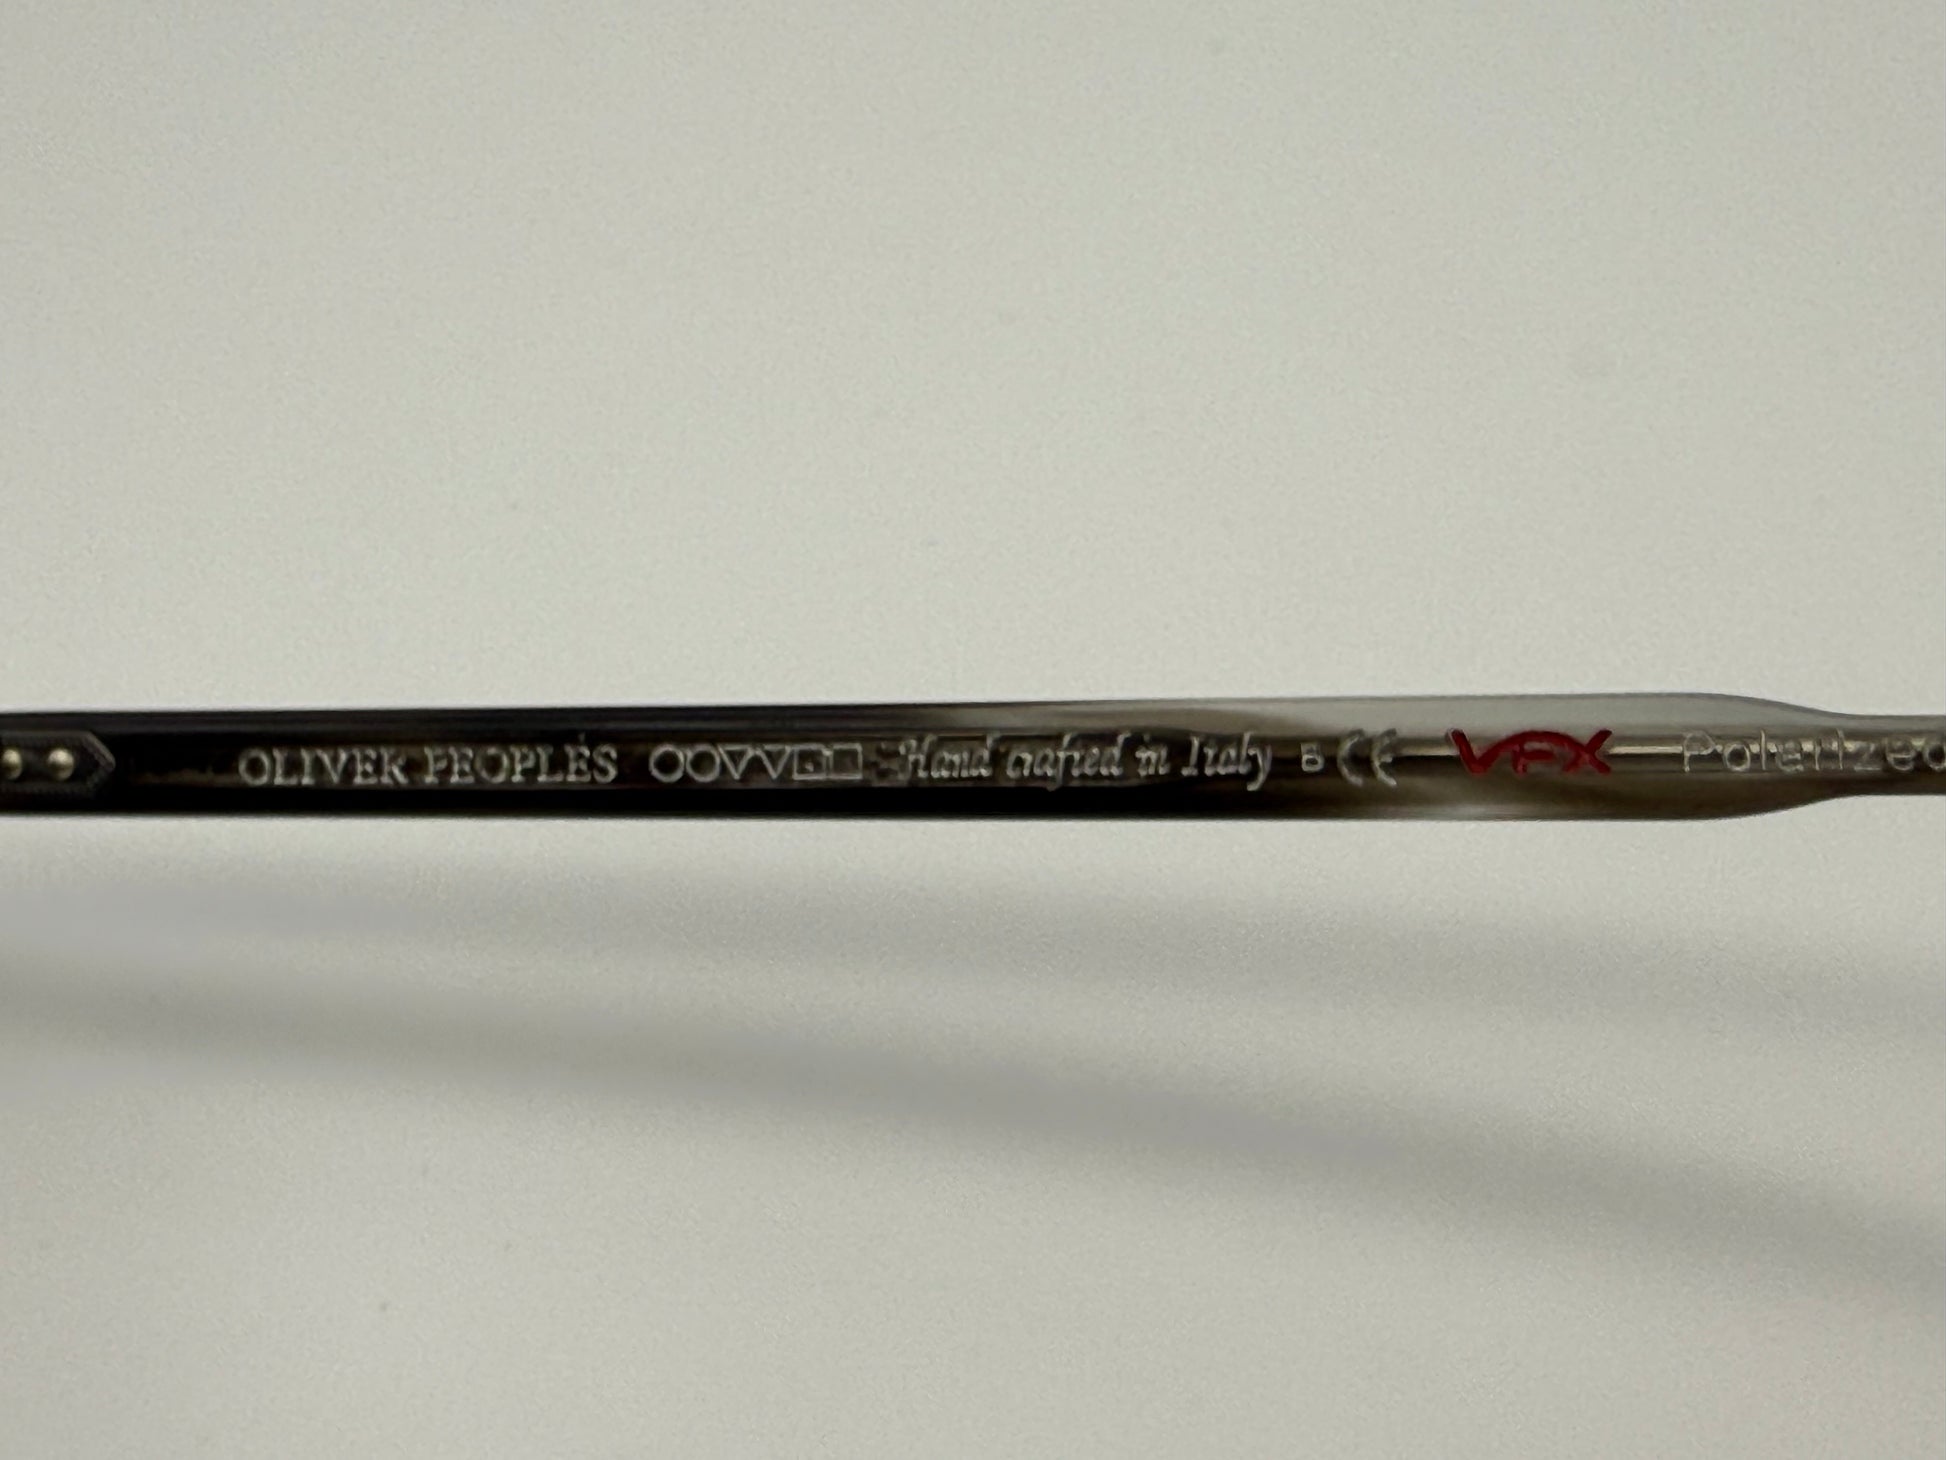 OLIVER PEOPLES Hand crafted in Italy B CE VFX Polarized